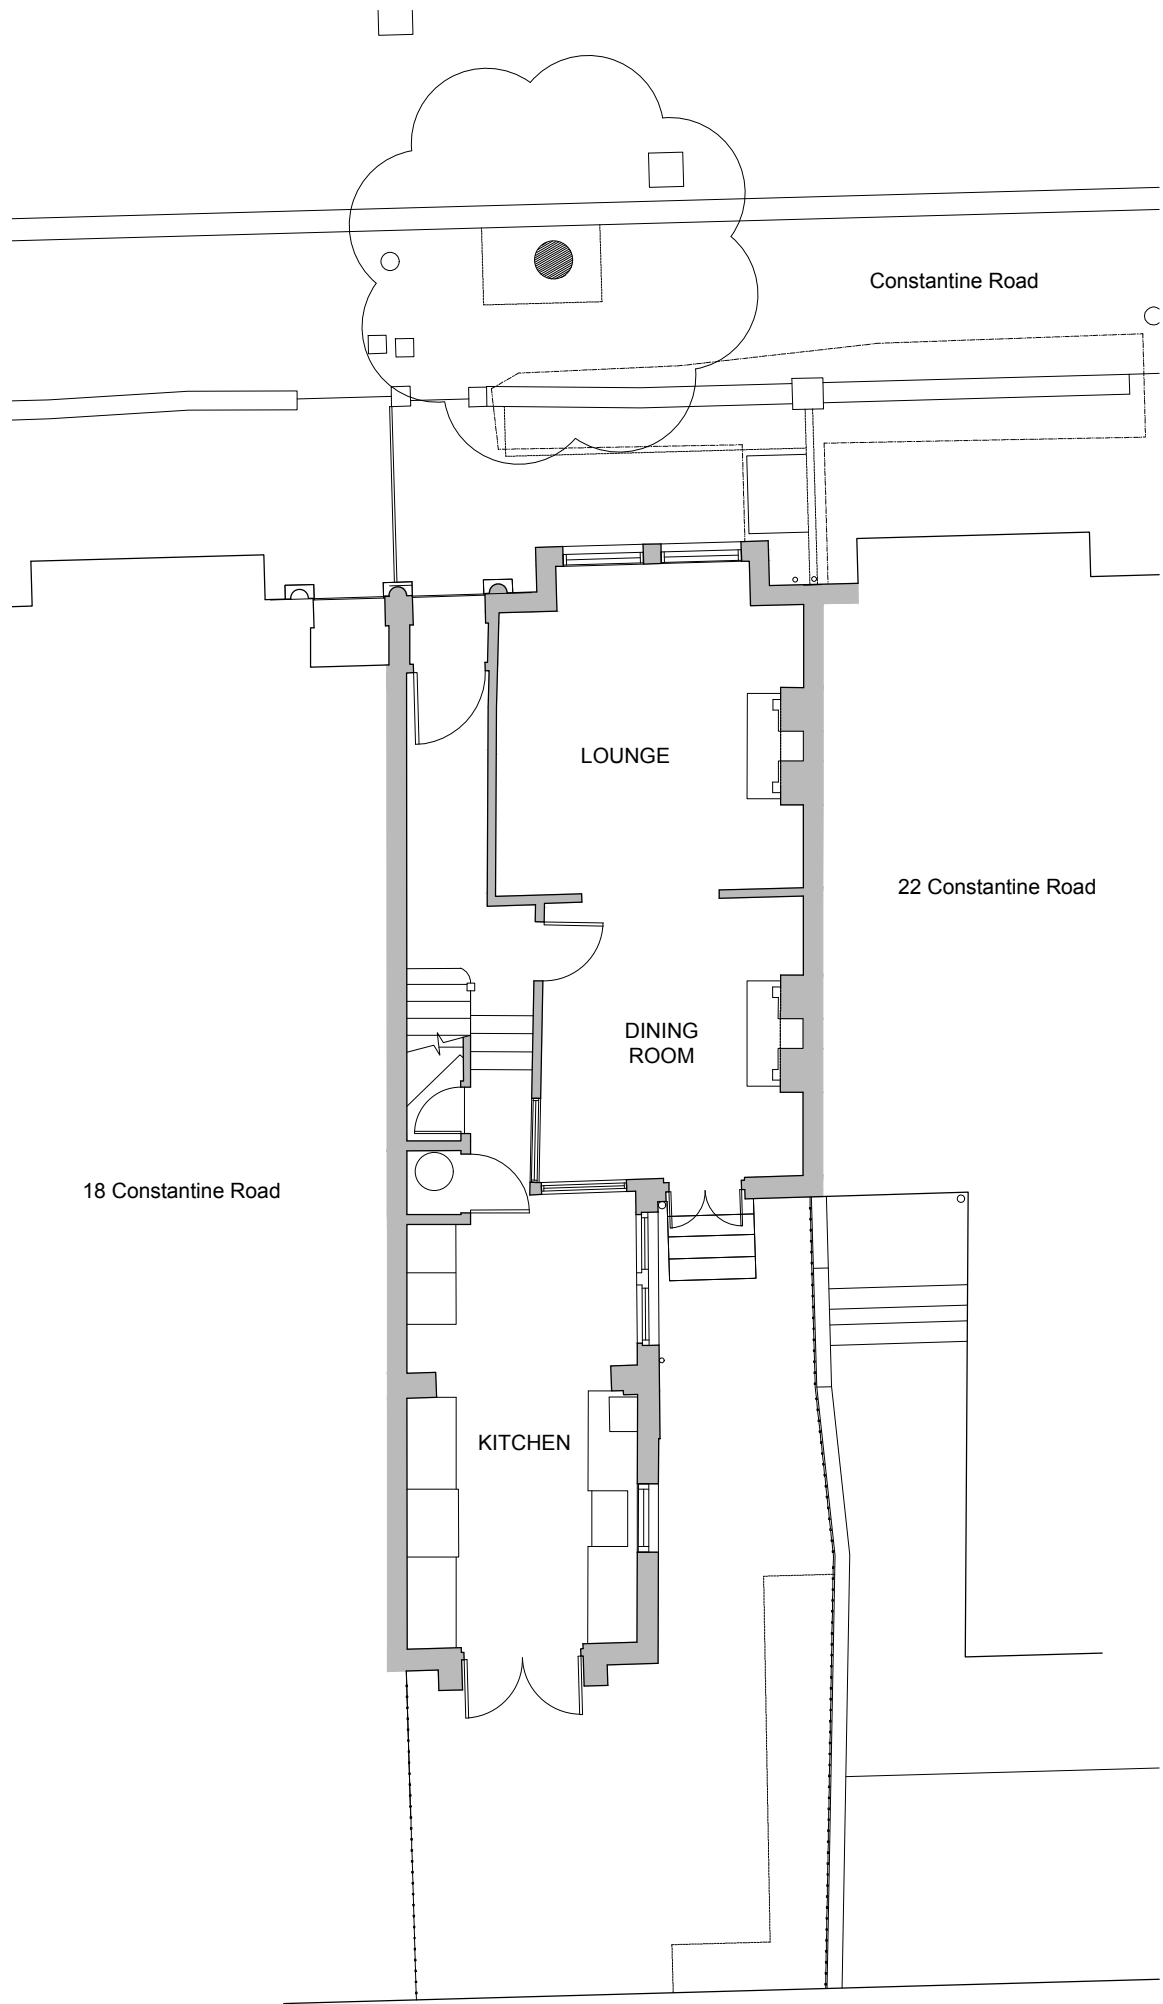 Constantine Road
LOUNGE
22 Constantine Road
DINING
ROOM
18 Constantine Road
KITCHEN